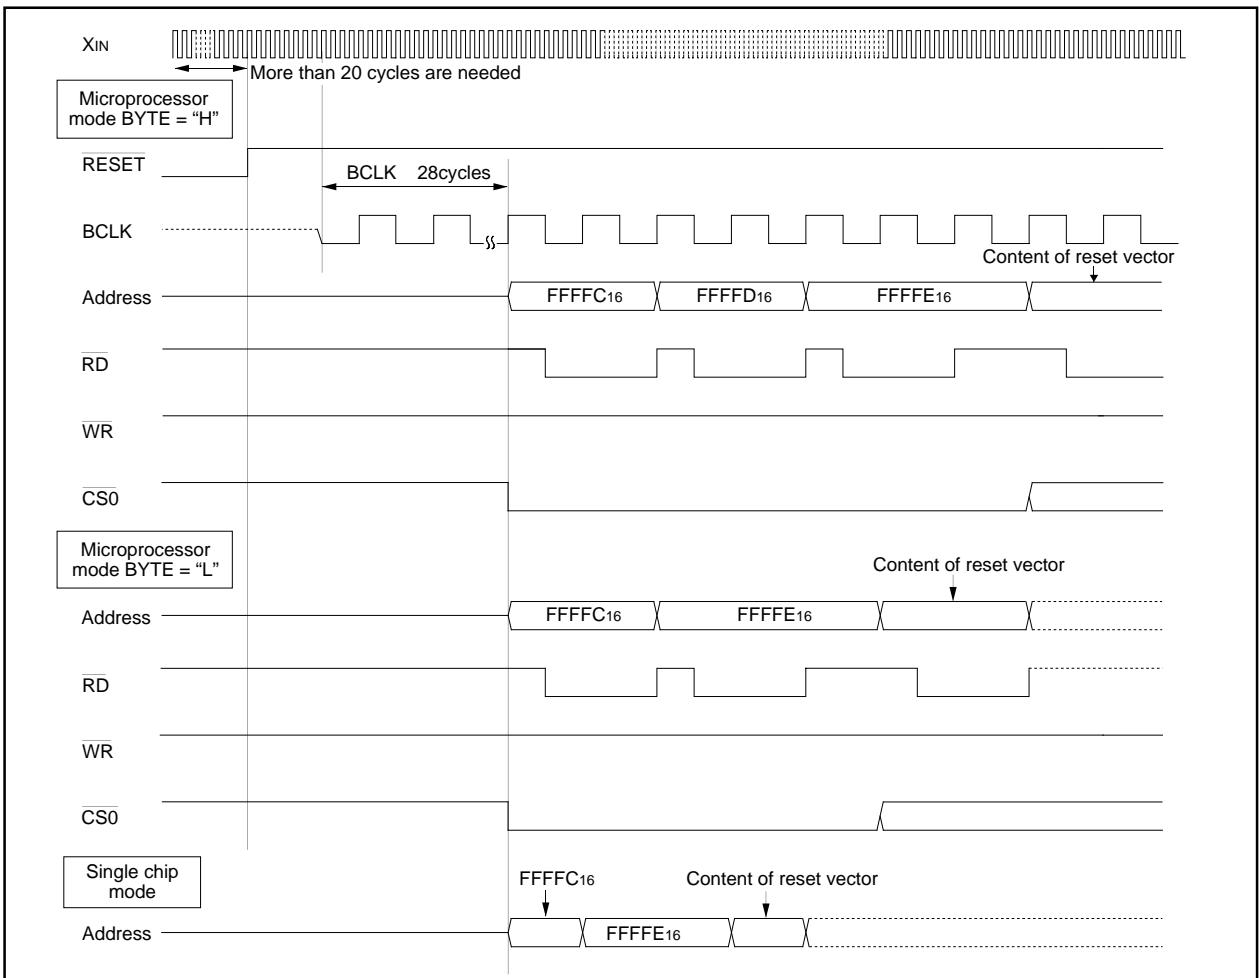 XIN
More than 20 cycles are needed
Microprocessor
mode BYTE = “H”
RESET
BCLK 28cycles
BCLK
Content of reset vector
Address
FFFFC16
FFFFD16
FFFFE16
RD
WR
CS0
Microprocessor
mode BYTE = “L”
Content of reset vector
Address
FFFFC16
FFFFE16
RD
WR
CS0
Single chip
mode
FFFFC16
Content of reset vector
Address
FFFFE16